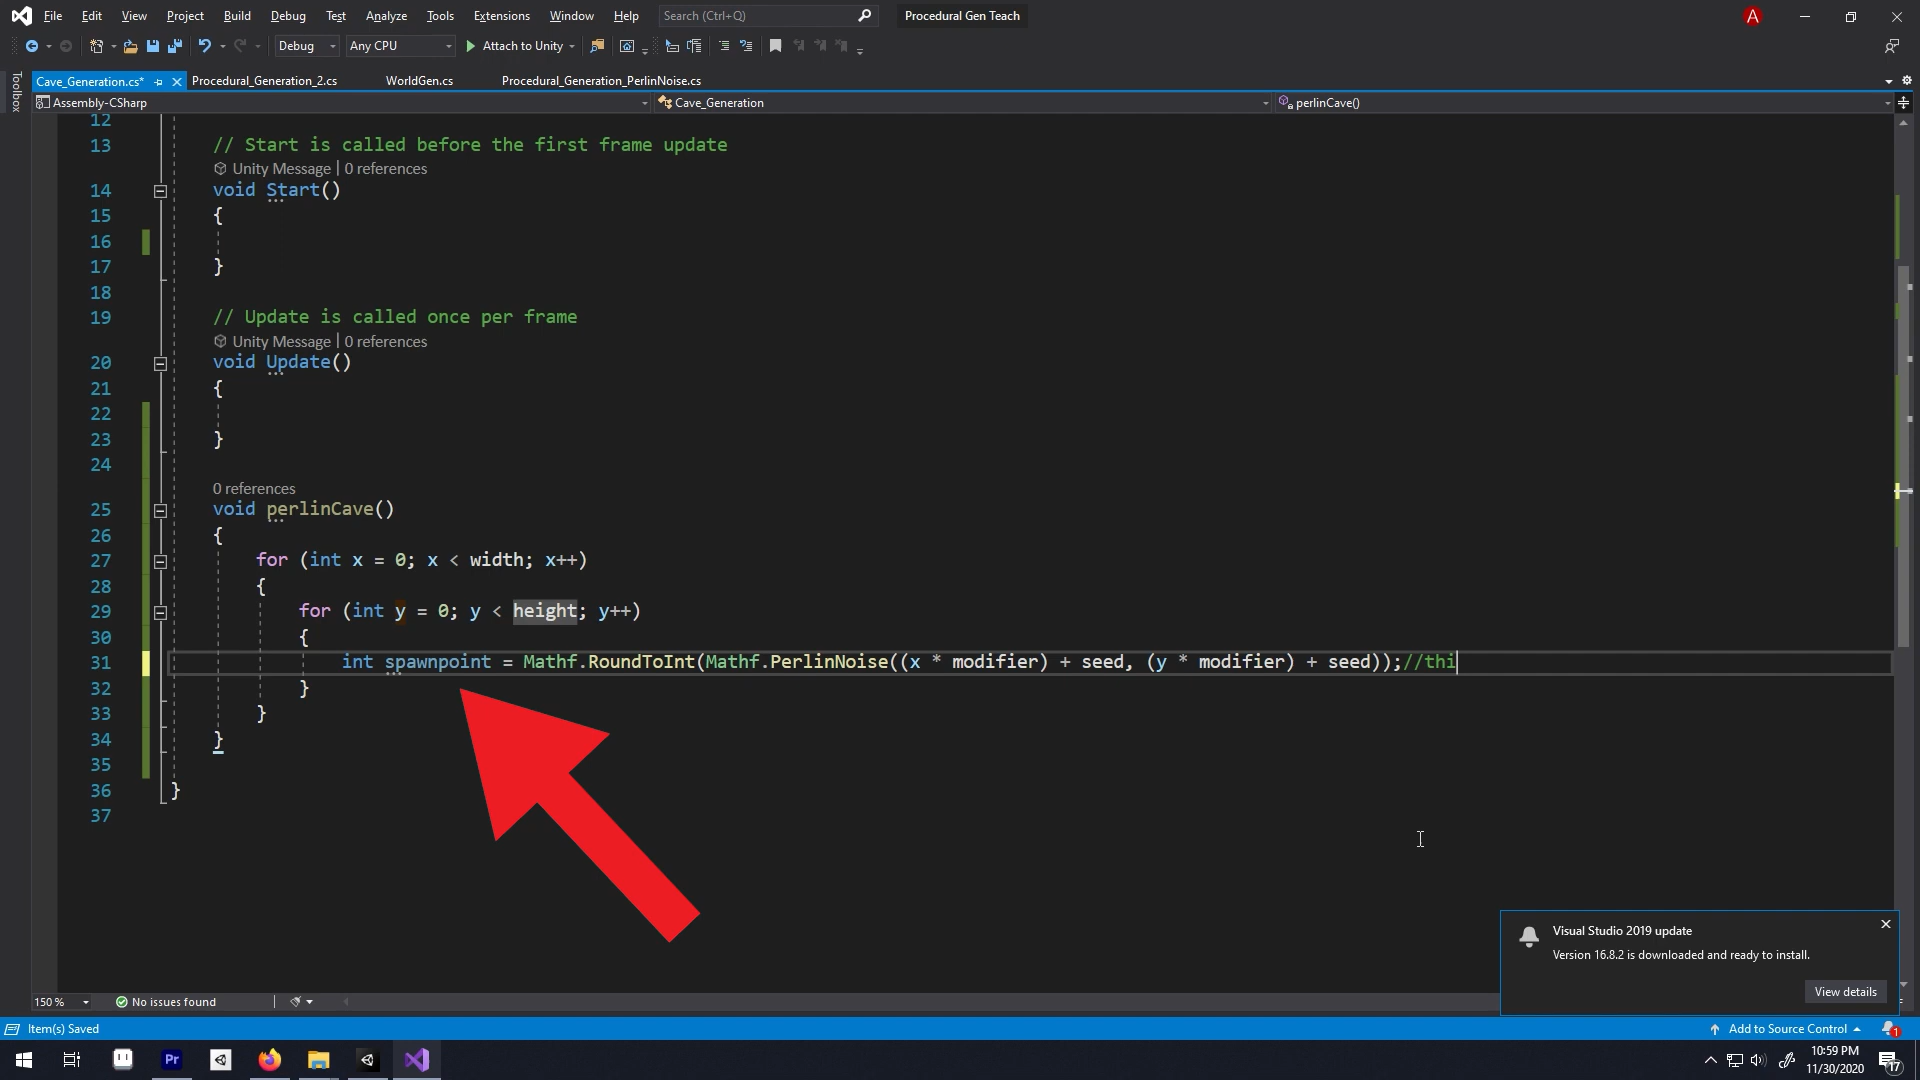 File Edit View Project Build Debug Test Analyze Tools Extensions Window Help Search (Ctrl+Q) Procedural Gen Teach A
Debug Any CPU Attach to Unity
Toolbox
Cave_Generation.cs* Procedural_Generation_2.cs WorldGen.cs Procedural_Generation_PerlinNoise.cs
Assembly-CSharp Cave_Generation perlinCave()
12
13 // Start is called before the first frame update
Unity Message | 0 references
14 void Start()
15 {
16
17 }
18
19 // Update is called once per frame
Unity Message | 0 references
20 void Update()
21 {
22
23 }
24
0 references
25 void perlinCave()
26 {
27 for (int x = 0; x < width; x++)
28 {
29 for (int y = 0; y < height; y++)
30 {
31 int spawnpoint = Mathf.RoundToInt(Mathf.PerlinNoise((x * modifier) + seed, (y * modifier) + seed));//thi
32 }
33 }
34 }
35
36 }
37
Visual Studio 2019 update
Version 16.8.2 is downloaded and ready to install.
View details
150 % No issues found
Item(s) Saved Add to Source Control 1
Pr
10:59 PM
11/30/2020
17